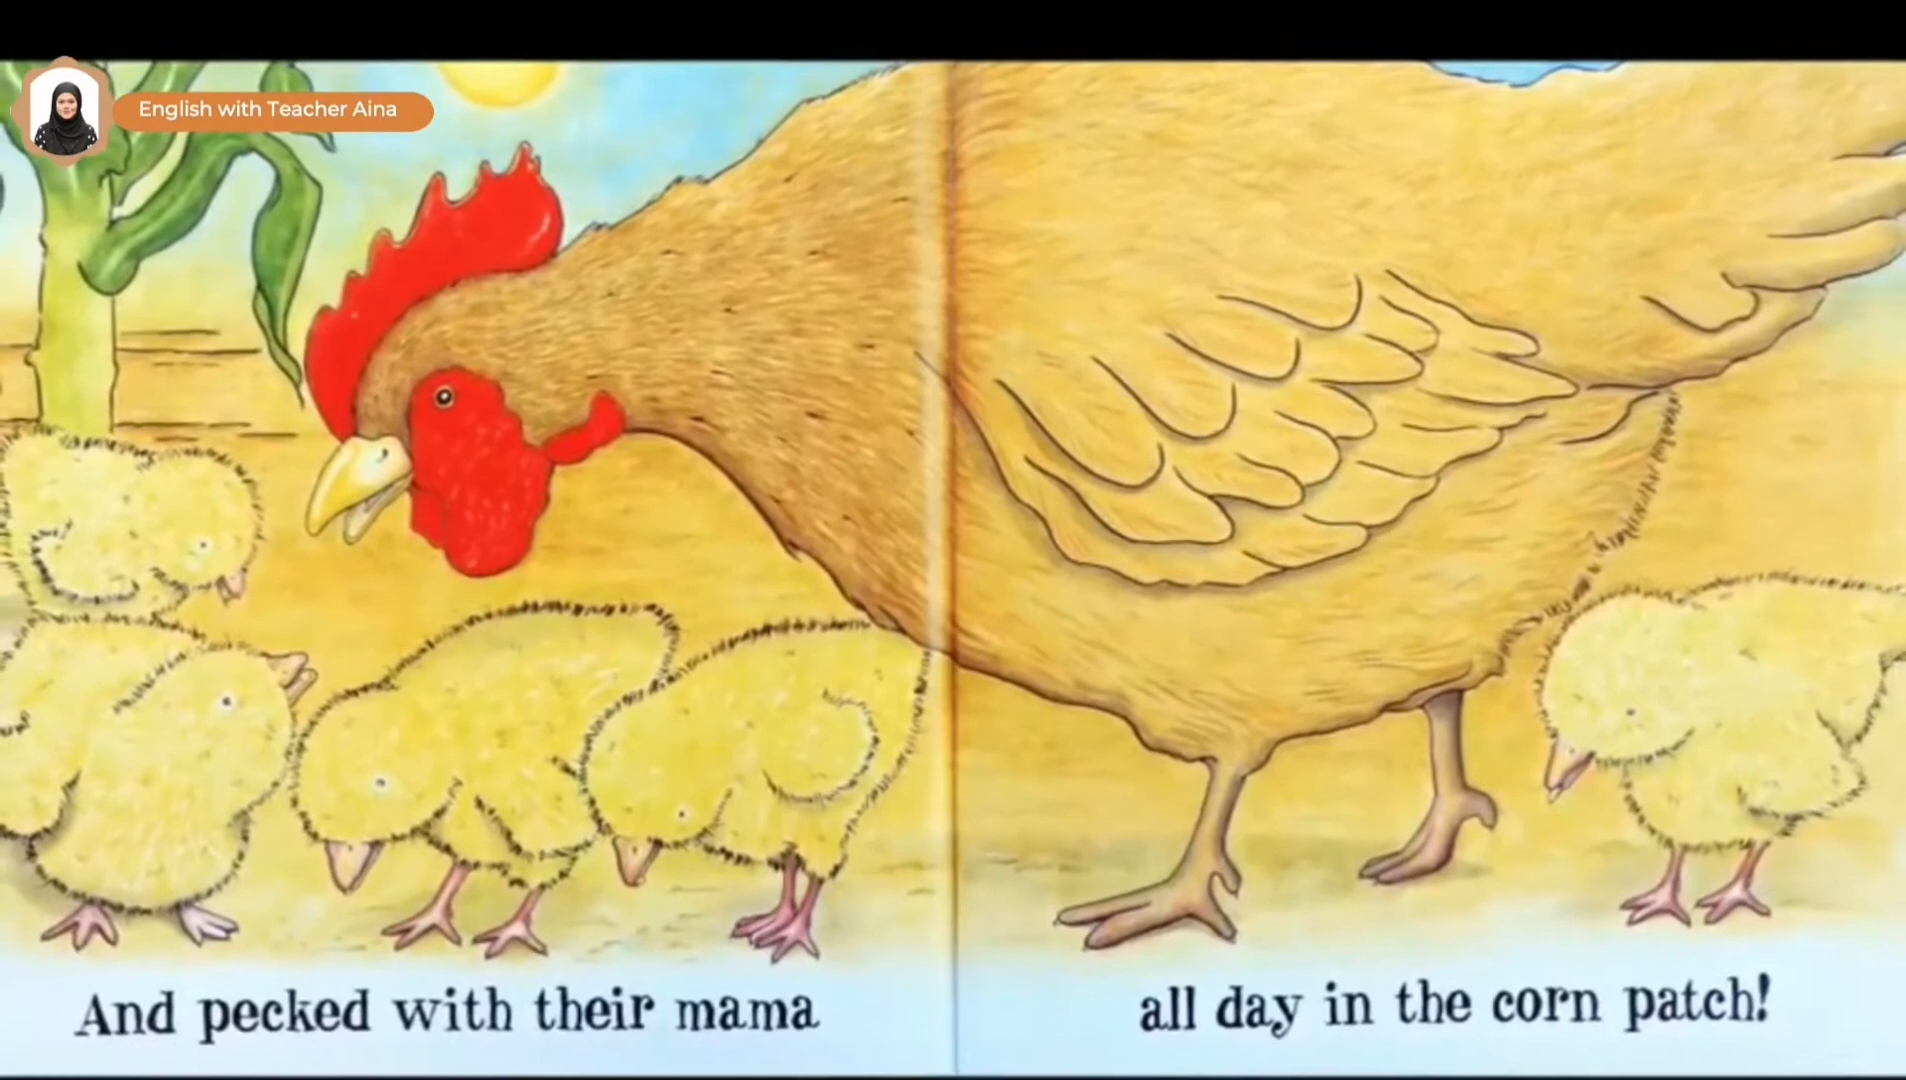 English with Teacher Aina
And pecked with their mama
all day in the corn patch!